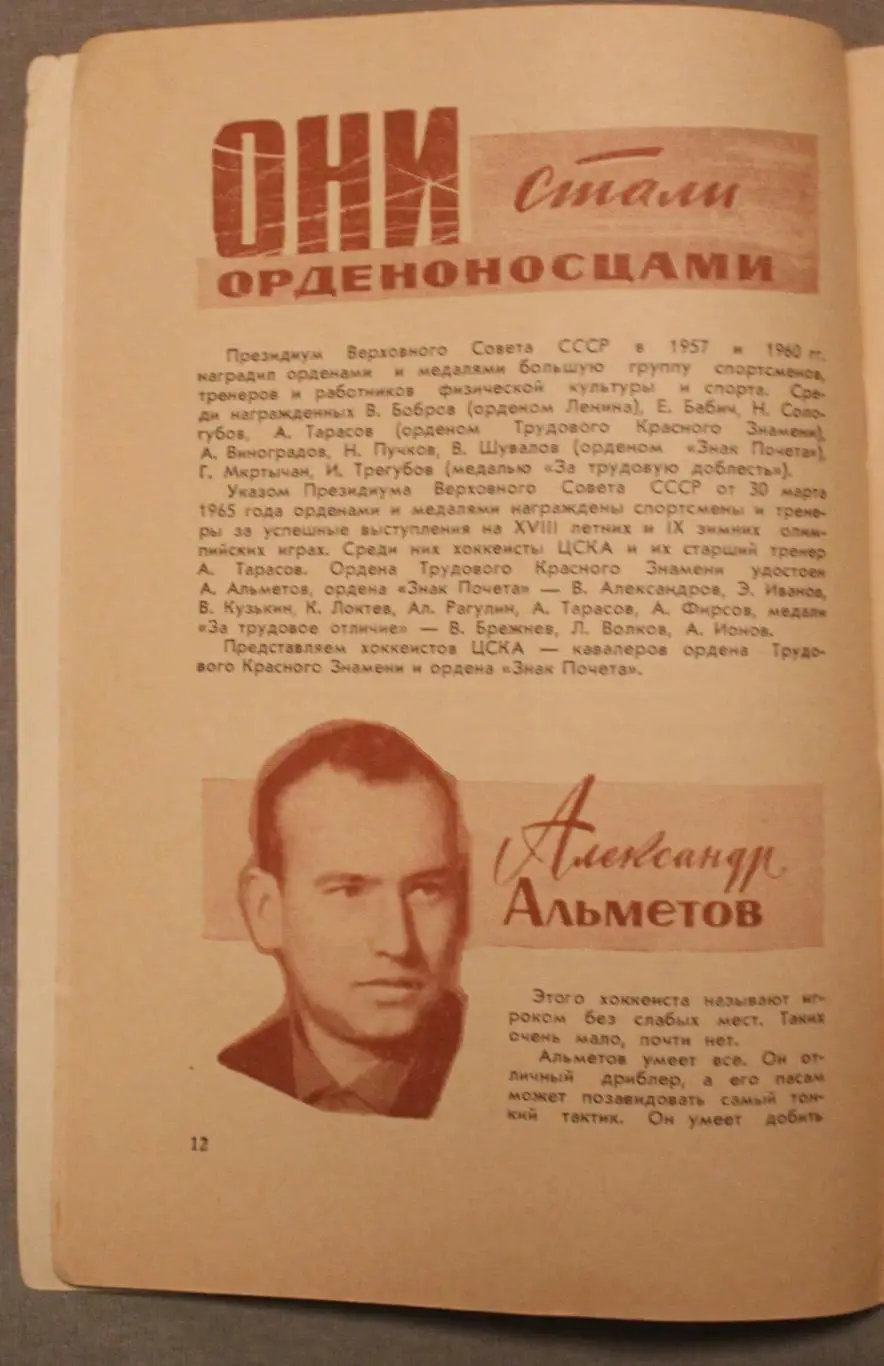 ОНИ стали
ОРДЕНОНОСЦАМИ
Президиум Верховного Совета СССР в 1957 и 1960 гг.
наградил орденами и медалями большую группу спортсменов,
тренеров и работников физической культуры и спорта. Сре-
ди награжденных В. Бобров (орденом Ленина), Е. Бабич, Н. Соло-
губов, А. Тарасов (орденом Трудового Красного Знамени),
А. Виноградов, Н. Пучков, В. Шувалов (орденом «Знак Почета»),
Г. Мкртычан, И. Трегубов (медалью «За трудовую доблесть»).
Указом Президиума Верховного Совета СССР от 30 марта
1965 года орденами и медалями награждены спортсмены и трене-
ры за успешные выступления на XVIII летних и IX зимних олим-
пийских играх. Среди них хоккеисты ЦСКА и их старший тренер
А. Тарасов. Ордена Трудового Красного Знамени удостоен
А. Альметов, ордена «Знак Почета» — В. Александров, Э. Иванов,
В. Кузькин, К. Локтев, Ал. Рагулин, А. Тарасов, А. Фирсов, медали
«За трудовое отличие» — В. Брежнев, Л. Волков, А. Ионов.
Представляем хоккеистов ЦСКА — кавалеров ордена Трудо-
вого Красного Знамени и ордена «Знак Почета».
Александр
Альметов
Этого хоккеиста называют иг-
роком без слабых мест. Таких
очень мало, почти нет.
Альметов умеет все. Он от-
личный дриблер, а его пасам
может позавидовать самый тон-
кий тактик. Он умеет добить
12